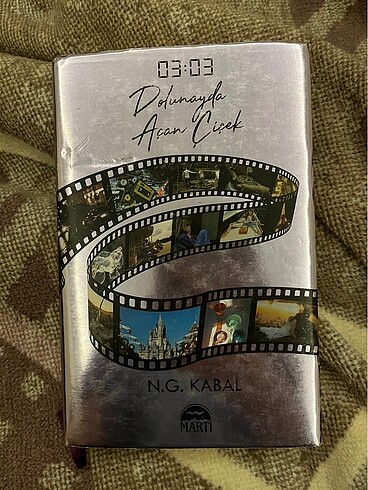 03:03
Dolunayda
Açan Çiçek
N.G. KABAL
MARTI